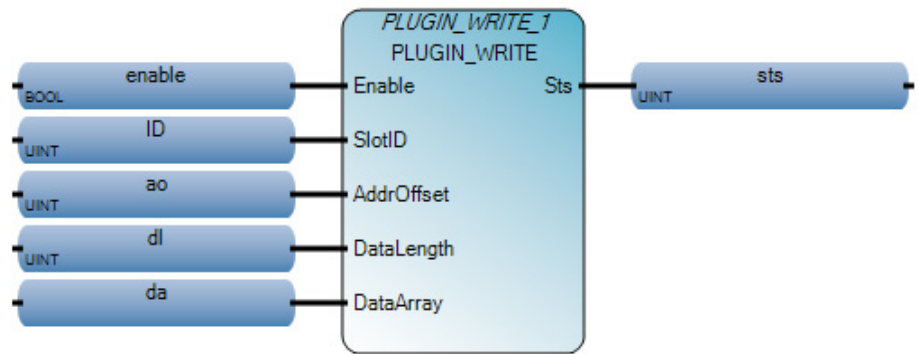 PLUGIN_WRITE_1
PLUGIN_WRITE
enable
BOOL
Enable
Sts
sts
UINT
ID
UINT
SlotID
ao
UINT
AddrOffset
dl
UINT
DataLength
da
DataArray